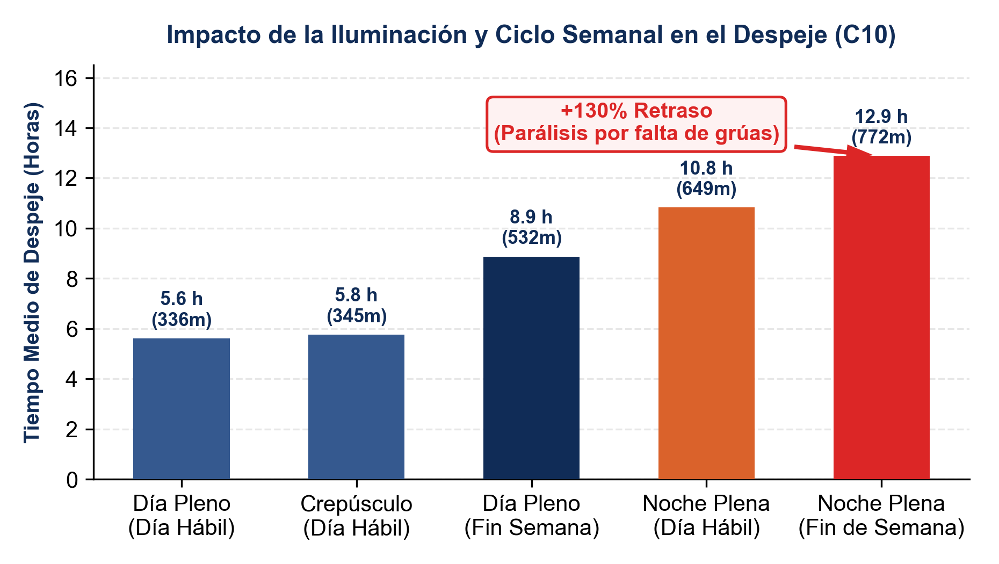 Impacto de la Iluminación y Ciclo Semanal en el Despeje (C10)
Tiempo Medio de Despeje (Horas)
16
14
12
10
8
6
4
2
0
+130% Retraso
(Parálisis por falta de grúas)
5.6 h
(336m)
5.8 h
(345m)
8.9 h
(532m)
10.8 h
(649m)
12.9 h
(772m)
Día Pleno
(Día Hábil)
Crepúsculo
(Día Hábil)
Día Pleno
(Fin Semana)
Noche Plena
(Día Hábil)
Noche Plena
(Fin de Semana)